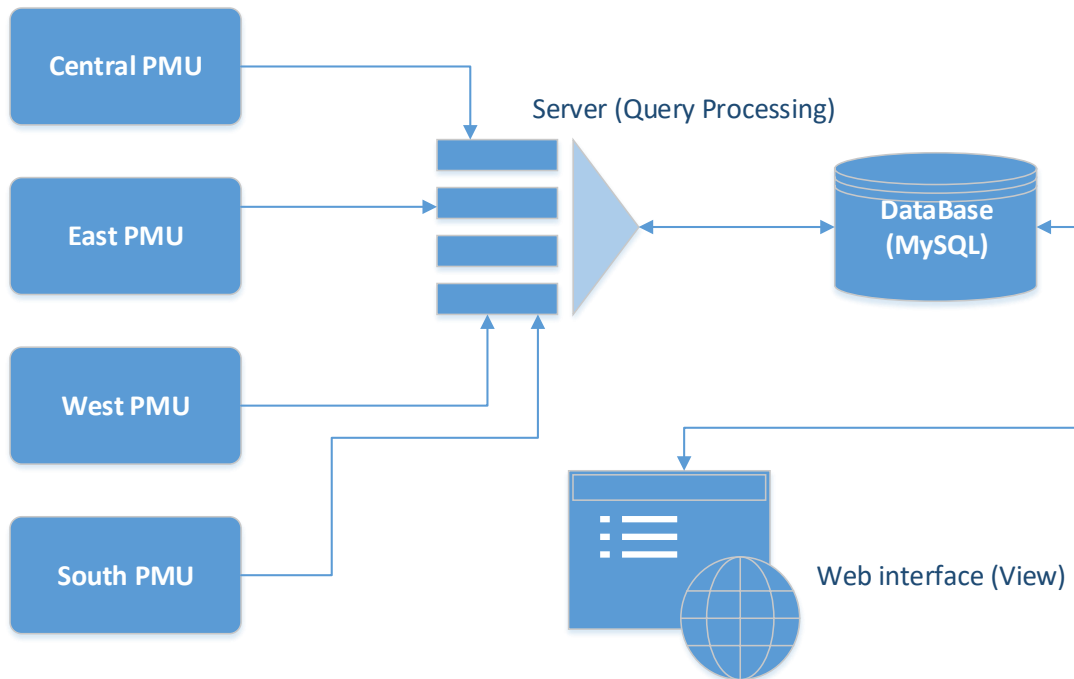 Central PMU
Server (Query Processing)
East PMU
DataBase
(MySQL)
West PMU
South PMU
Web interface (View)